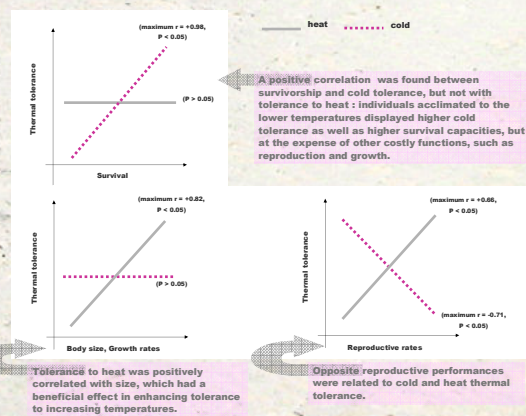 heat
cold
(maximum r = +0.98,
P < 0.05)
Thermal tolerance
(P > 0.05)
Survival
A positive correlation was found between
survivorship and cold tolerance, but not with
tolerance to heat : individuals acclimated to the
lower temperatures displayed higher cold
tolerance as well as higher survival capacities, but
at the expense of other costly functions, such as
reproduction and growth.
(maximum r = +0.82,
P < 0.05)
Thermal tolerance
(P > 0.05)
Body size, Growth rates
Tolerance to heat was positively
correlated with size, which had a
beneficial effect in enhancing tolerance
to increasing temperatures.
(maximum r = +0.66,
P < 0.05)
Thermal tolerance
(maximum r = -0.71,
P < 0.05)
Reproductive rates
Opposite reproductive performances
were related to cold and heat thermal
tolerance.